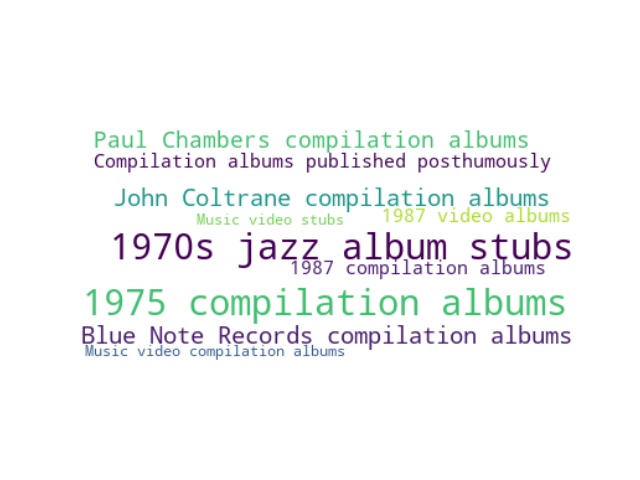 Paul Chambers compilation albums
Compilation albums published posthumously
John Coltrane compilation albums
1987 video albums
Music video stubs
1970s jazz album stubs
1987 compilation albums
1975 compilation albums
Blue Note Records compilation albums
Music video compilation albums